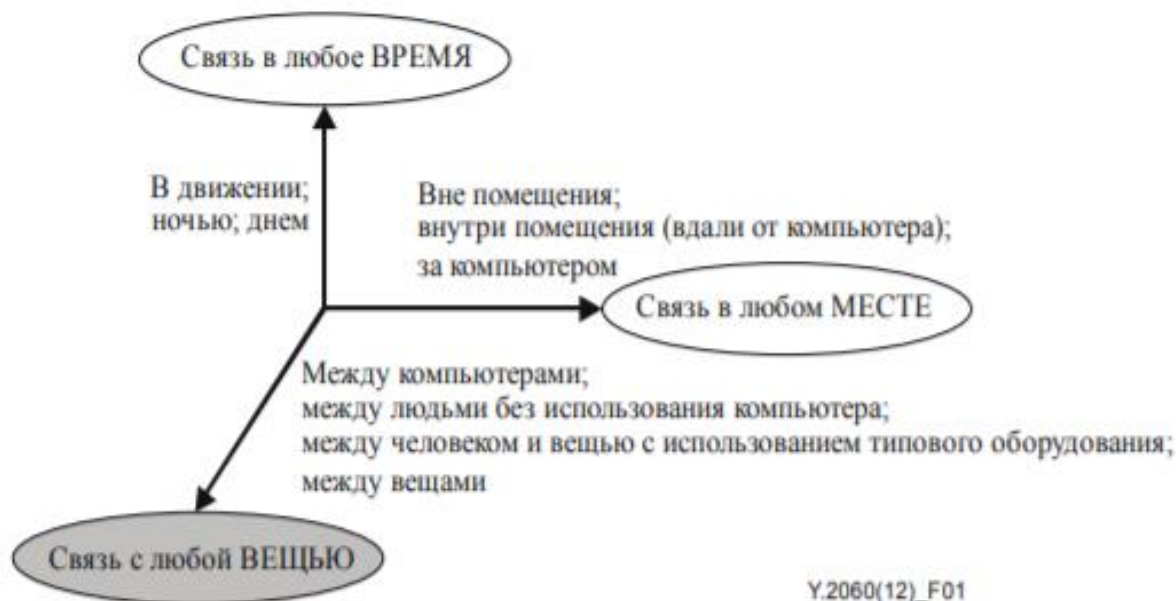 Связь в любое ВРЕМЯ
В движении;
ночью; днем
Вне помещения;
внутри помещения (вдали от компьютера);
за компьютером
Связь в любом МЕСТЕ
Между компьютерами;
между людьми без использования компьютера;
между человеком и вещью с использованием типового оборудования;
между вещами
Связь с любой ВЕЩЬЮ
Y.2060(12)_F01